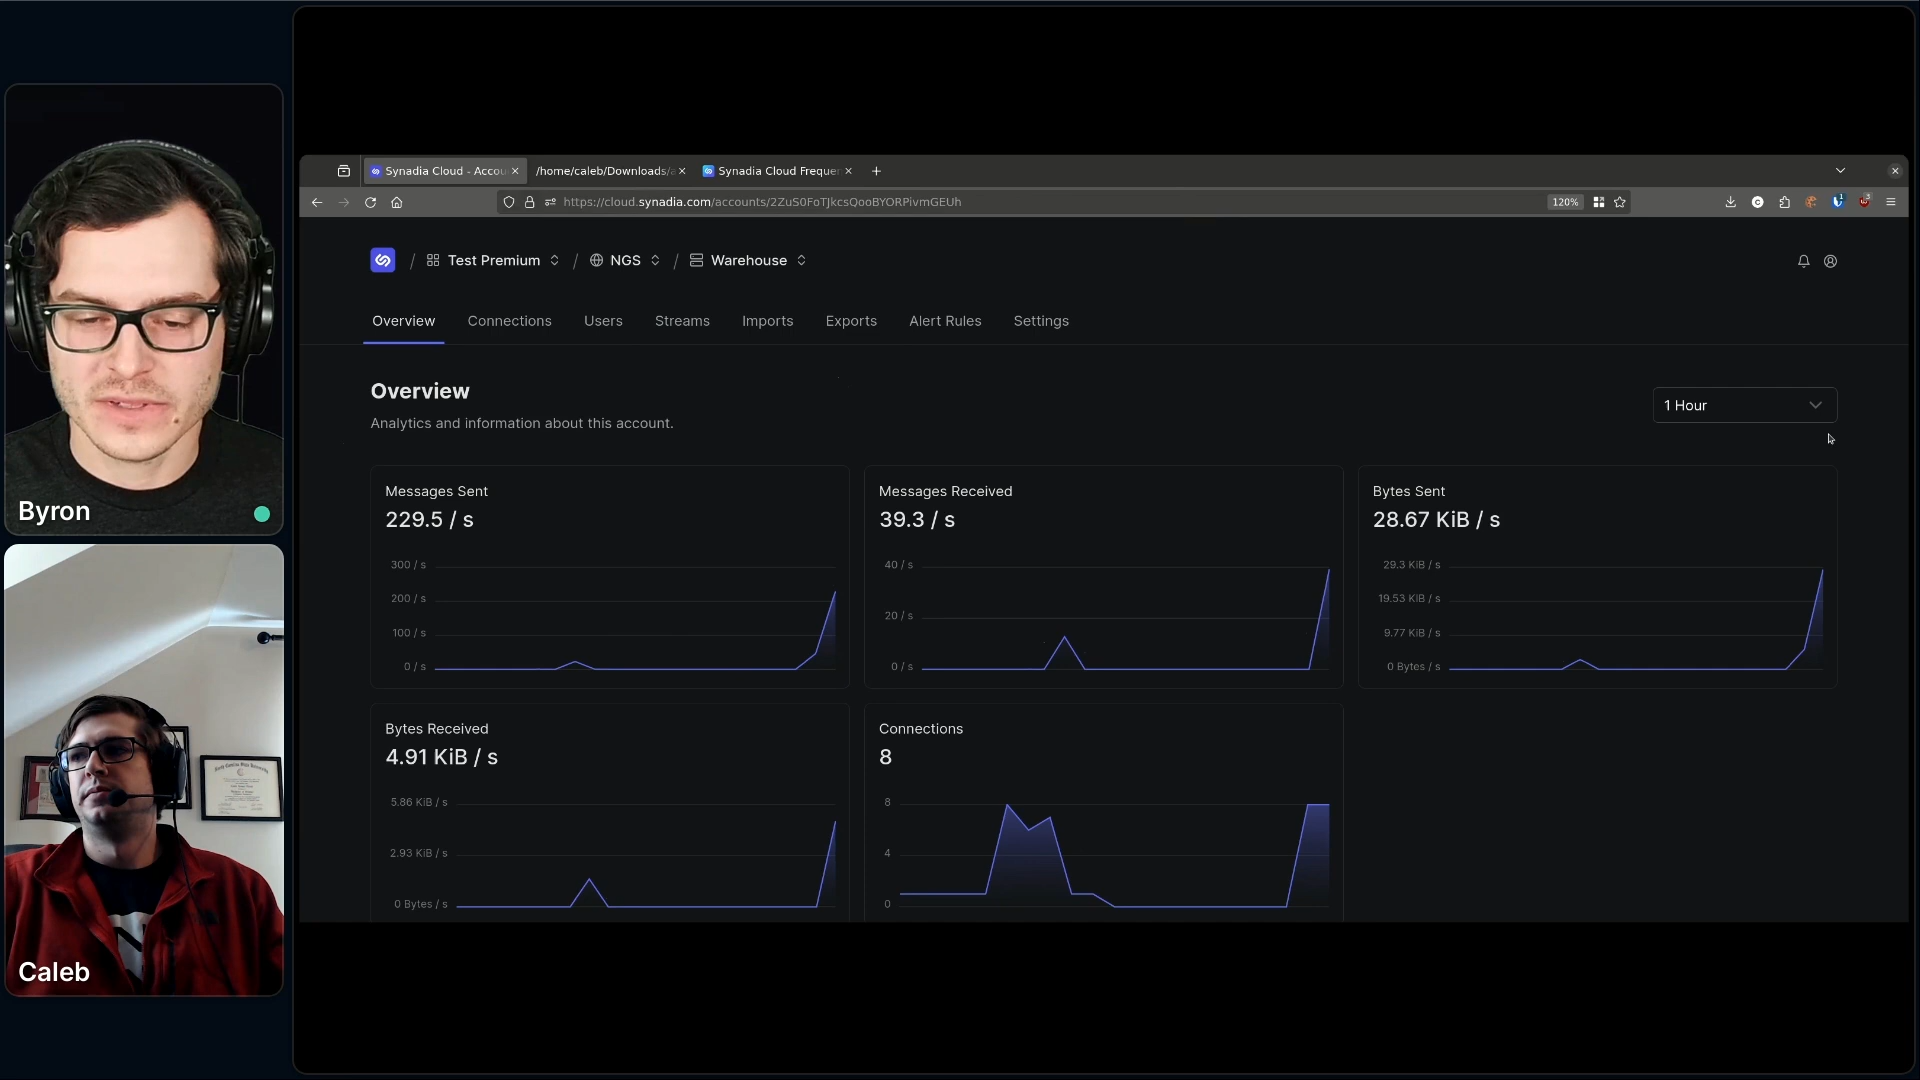 Byron
Caleb
Synadia Cloud - Accou
/home/caleb/Downloads/a
Synadia Cloud Freque
https://cloud.synadia.com/accounts/2ZuS0FoTJkcsQooBYORPivmGEUh
120%
/ Test Premium / NGS / Warehouse
Overview
Connections
Users
Streams
Imports
Exports
Alert Rules
Settings
Overview
Analytics and information about this account.
1 Hour
Messages Sent
229.5 / s
300 / s
200 / s
100 / s
0 / s
Messages Received
39.3 / s
40 / s
20 / s
0 / s
Bytes Sent
28.67 KiB / s
29.3 KiB / s
19.53 KiB / s
9.77 KiB / s
0 Bytes / s
Bytes Received
4.91 KiB / s
5.86 KiB / s
2.93 KiB / s
0 Bytes / s
Connections
8
8
4
0